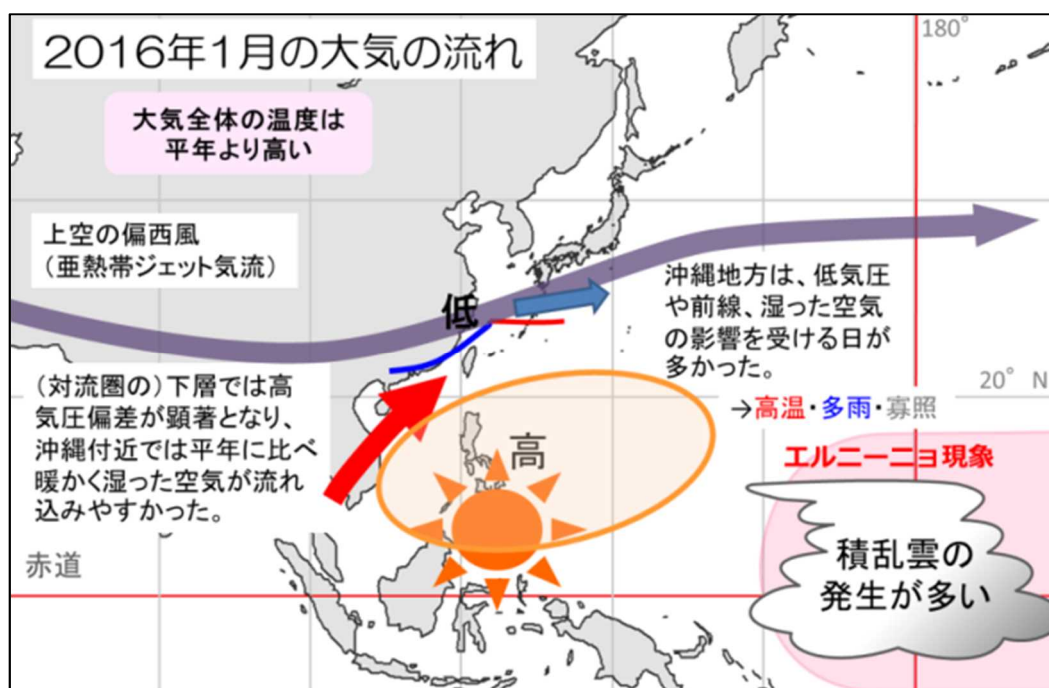 2016年1月の大気の流れ
180°
大気全体の温度は
平年より高い
上空の偏西風
(亜熱帯ジェット気流)
低
沖縄地方は、低気圧
や前線、湿った空気
の影響を受ける日が
多かった。
20° N
→高温・多雨・寡照
(対流圏の)下層では高
気圧偏差が顕著となり、
沖縄付近では平年に比べ
暖かく湿った空気が流れ
込みやすかった。
高
エルニーニョ現象
積乱雲の
発生が多い
赤道